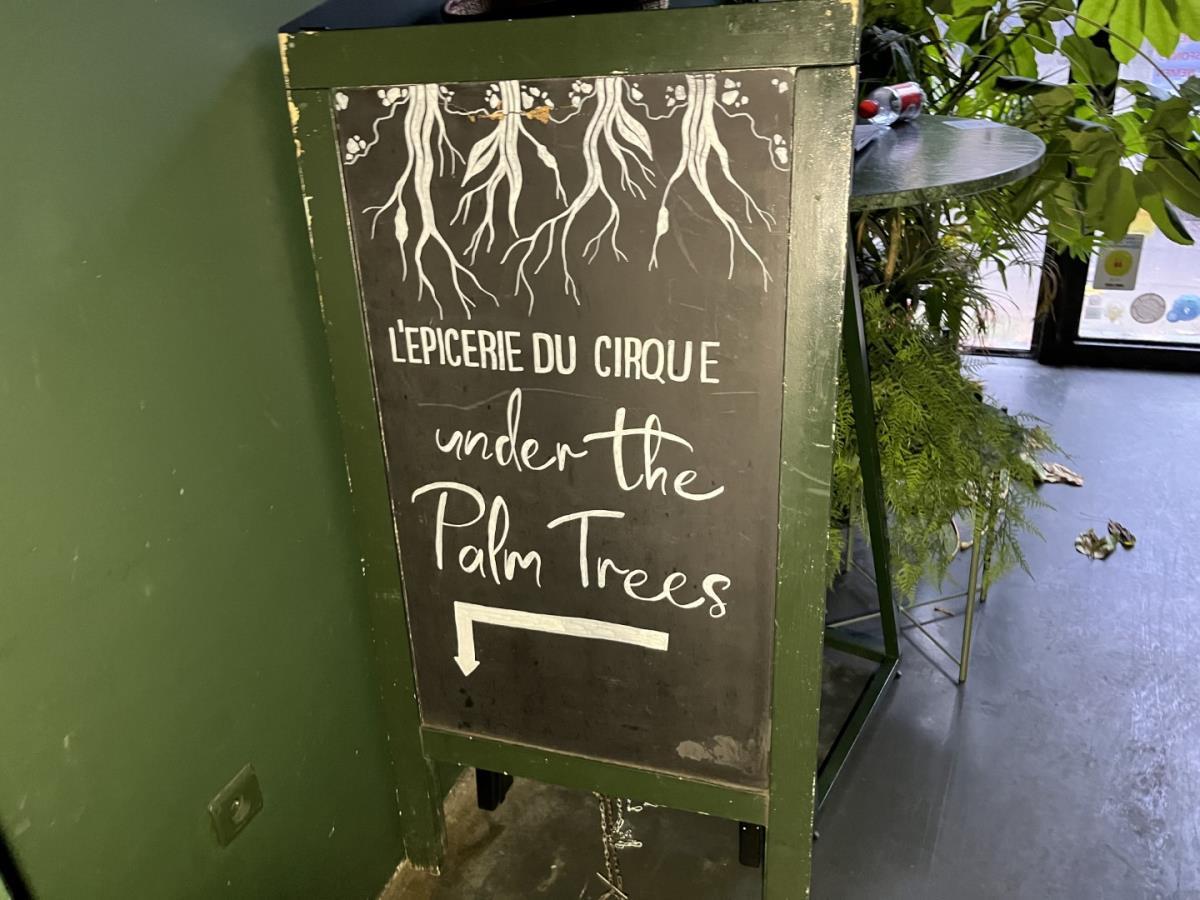 L'EPICERIE DU CIRQUE
under the
Palm Trees